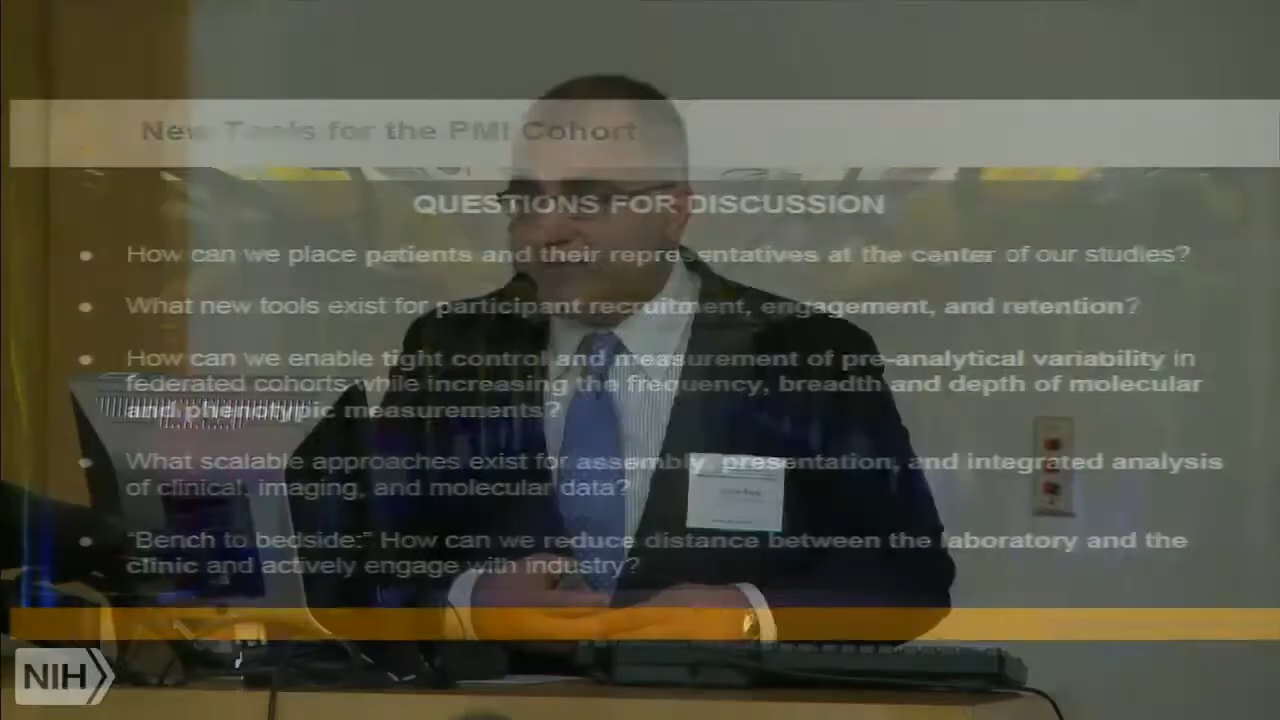 New Tools for the PMI Cohort
QUESTIONS FOR DISCUSSION
• How can we place patients and their representatives at the center of our studies?
• What new tools exist for participant recruitment, engagement, and retention?
• How can we enable tight control and measurement of pre-analytical variability in
federated cohorts while increasing the frequency, breadth and depth of molecular
and phenotypic measurements?
• What scalable approaches exist for assembly, presentation, and integrated analysis
of clinical, imaging, and molecular data?
• “Bench to bedside:” How can we reduce distance between the laboratory and the
clinic and actively engage with industry?
NIH